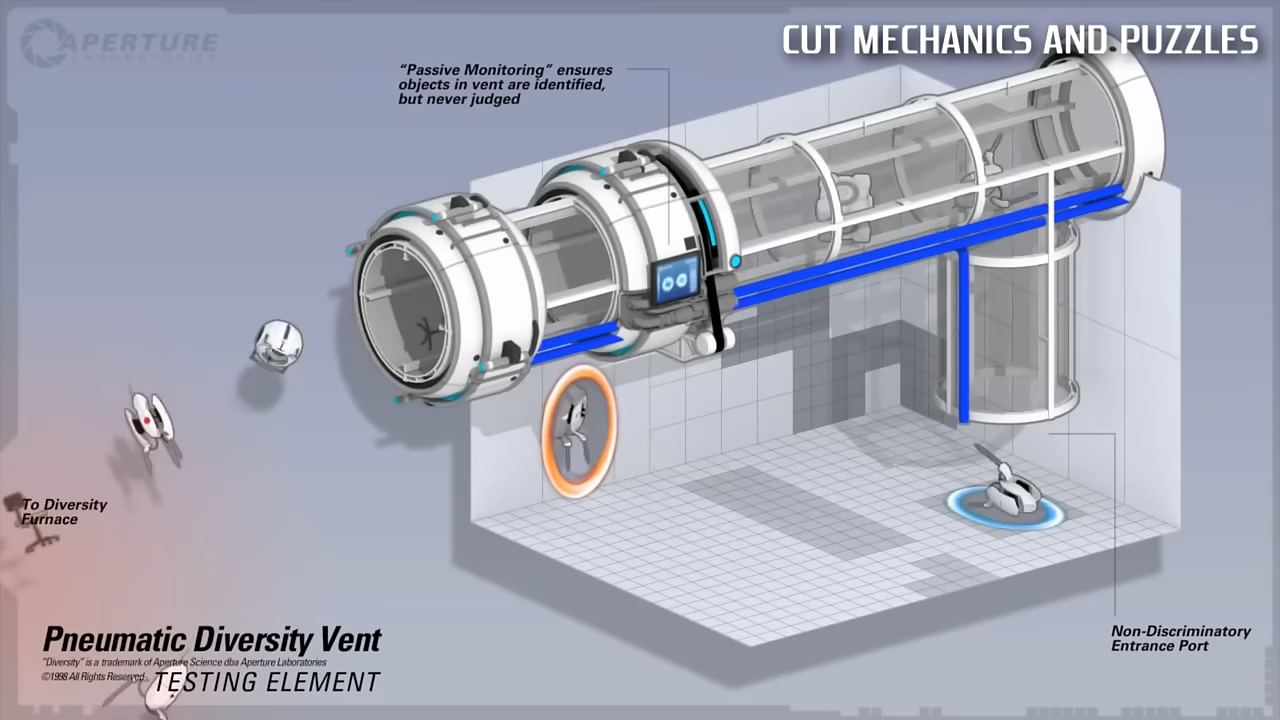 APERTURE
LABORATORIES
CUT MECHANICS AND PUZZLES
“Passive Monitoring” ensures
objects in vent are identified,
but never judged
To Diversity
Furnace
Non-Discriminatory
Entrance Port
Pneumatic Diversity Vent
"Diversity" is a trademark of Aperture Science dba Aperture Laboratories
©1998 All Rights Reserved
TESTING ELEMENT